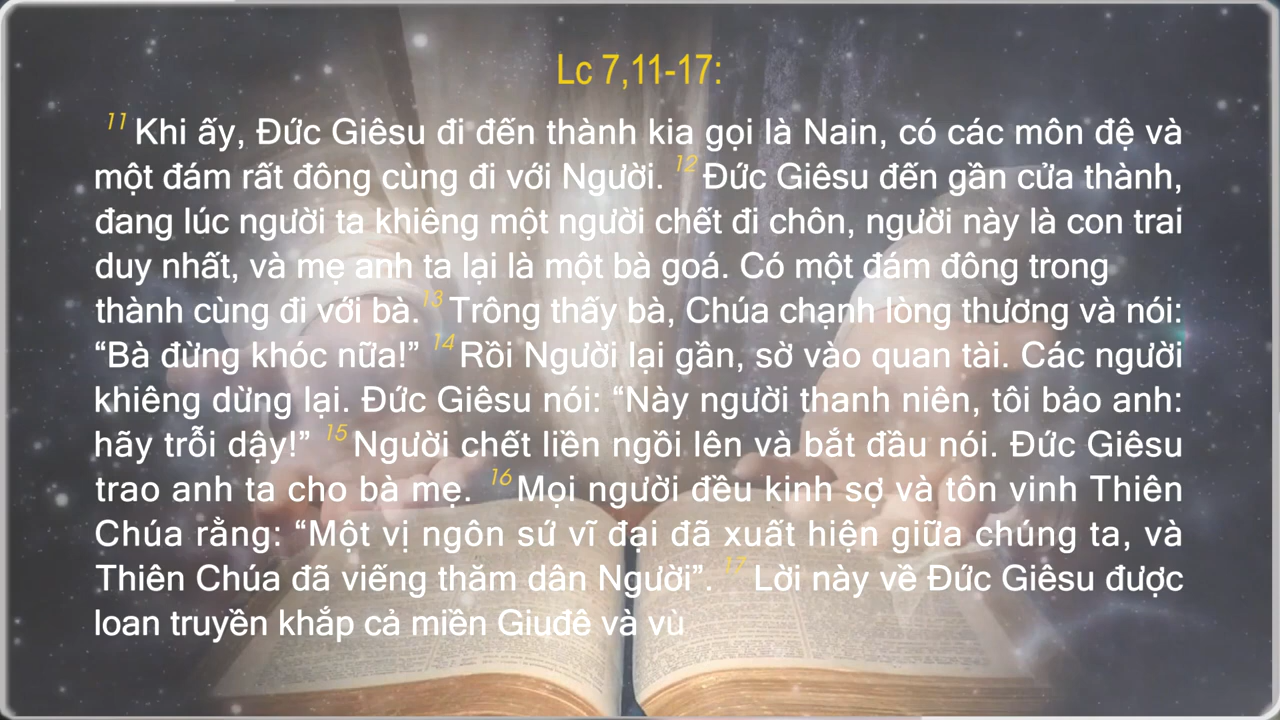 Lc 7,11-17:
11 Khi ấy, Đức Giêsu đi đến thành kia gọi là Nain, có các môn đệ và
một đám rất đông cùng đi với Người. 12 Đức Giêsu đến gần cửa thành,
đang lúc người ta khiêng một người chết đi chôn, người này là con trai
duy nhất, và mẹ anh ta lại là một bà goá. Có một đám đông trong
thành cùng đi với bà. 13 Trông thấy bà, Chúa chạnh lòng thương và nói:
“Bà đừng khóc nữa!” 14 Rồi Người lại gần, sờ vào quan tài. Các người
khiêng dừng lại. Đức Giêsu nói: “Này người thanh niên, tôi bảo anh:
hãy trỗi dậy!” 15 Người chết liền ngồi lên và bắt đầu nói. Đức Giêsu
trao anh ta cho bà mẹ. 16 Mọi người đều kinh sợ và tôn vinh Thiên
Chúa rằng: “Một vị ngôn sứ vĩ đại đã xuất hiện giữa chúng ta, và
Thiên Chúa đã viếng thăm dân Người”. 17 Lời này về Đức Giêsu được
loan truyền khắp cả miền Giuđê và vù